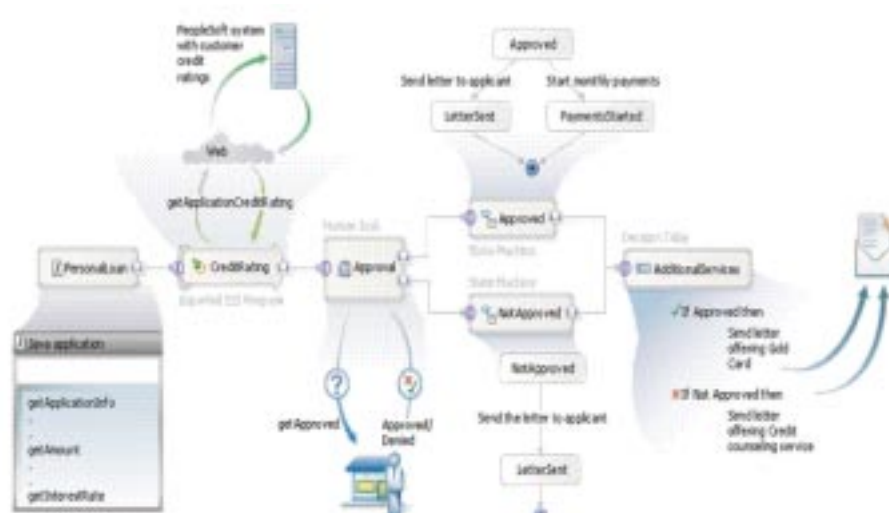 PeopleSoft system
with customer
credit
ratings
Web
getApplicationCreditRating
Approved
Send letter to applicant
Start monthly payments
LetterSent
PaymentsStarted
PersonalLoan
CreditRating
Human Task
Approval
Approved
State Machine
State Machine
NotApproved
Decision Table
AdditionalServices
Java application
getApplicationInfo
.
.
getAmount
.
.
getInterestRate
?
getApproved
Approved/
Denied
NotApproved
Send the letter to applicant
LetterSent
If Approved then
Send letter
offering Gold
Card
If Not Approved then
Send letter
offering Credit
counseling service